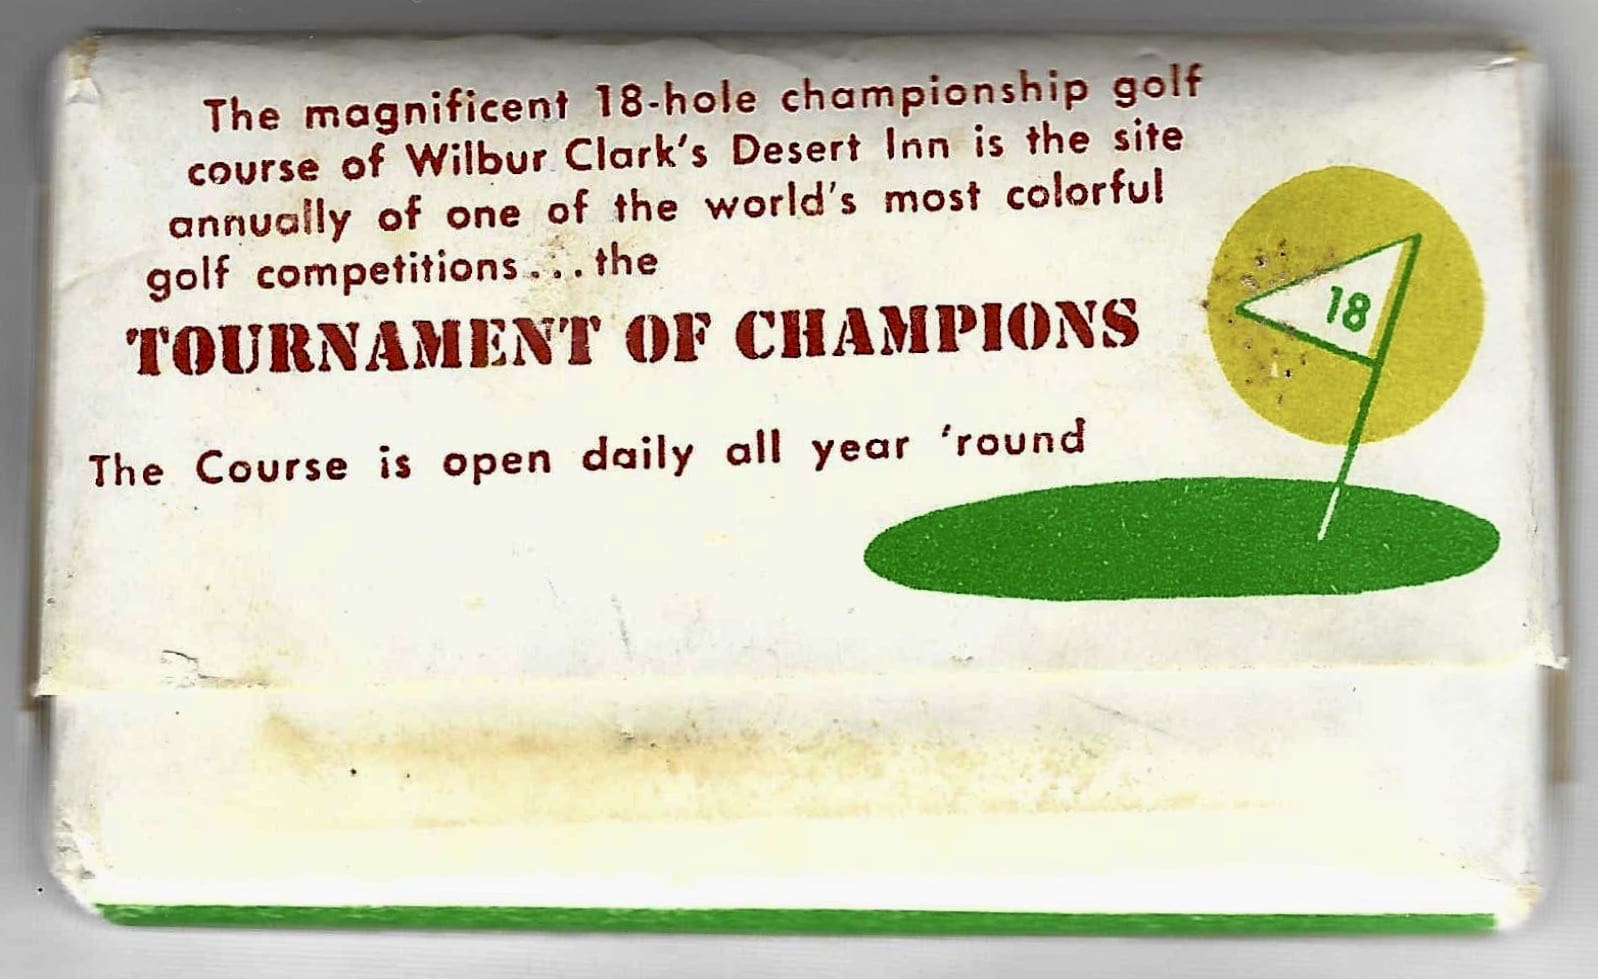 The magnificent 18-hole championship golf
course of Wilbur Clark's Desert Inn is the site
annually of one of the world's most colorful
golf competitions...the
TOURNAMENT OF CHAMPIONS
18
The Course is open daily all year 'round